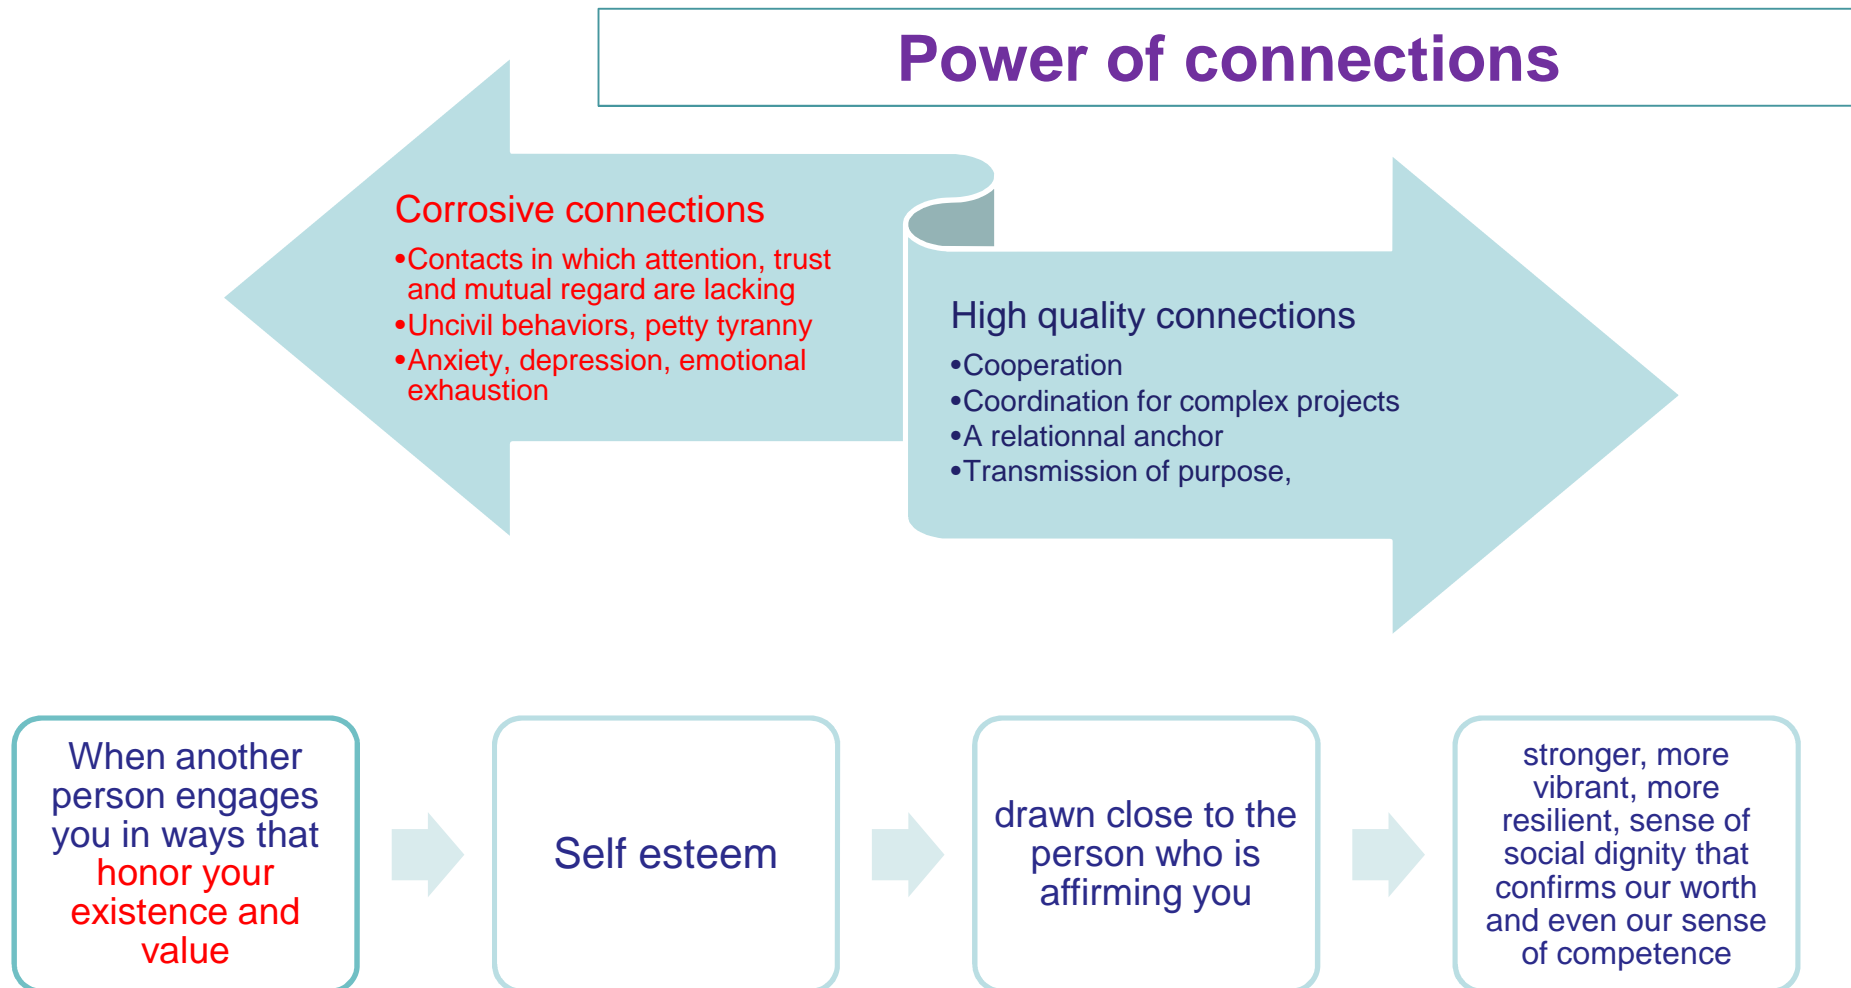 Power of connections
Corrosive connections
•Contacts in which attention, trust
and mutual regard are lacking
•Uncivil behaviors, petty tyranny
•Anxiety, depression, emotional
exhaustion
High quality connections
•Cooperation
•Coordination for complex projects
•A relationnal anchor
•Transmission of purpose,
When another
person engages
you in ways that
honor your
existence and
value
Self esteem
drawn close to the
person who is
affirming you
stronger, more
vibrant, more
resilient, sense of
social dignity that
confirms our worth
and even our sense
of competence